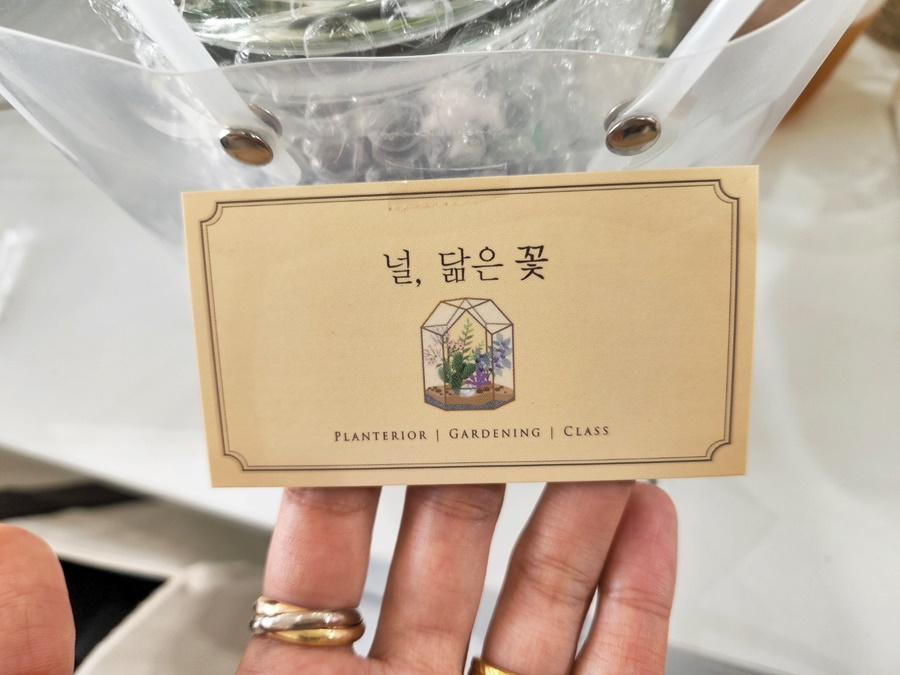 널, 닮은 꽃
PLANTERIOR | GARDENING | CLASS